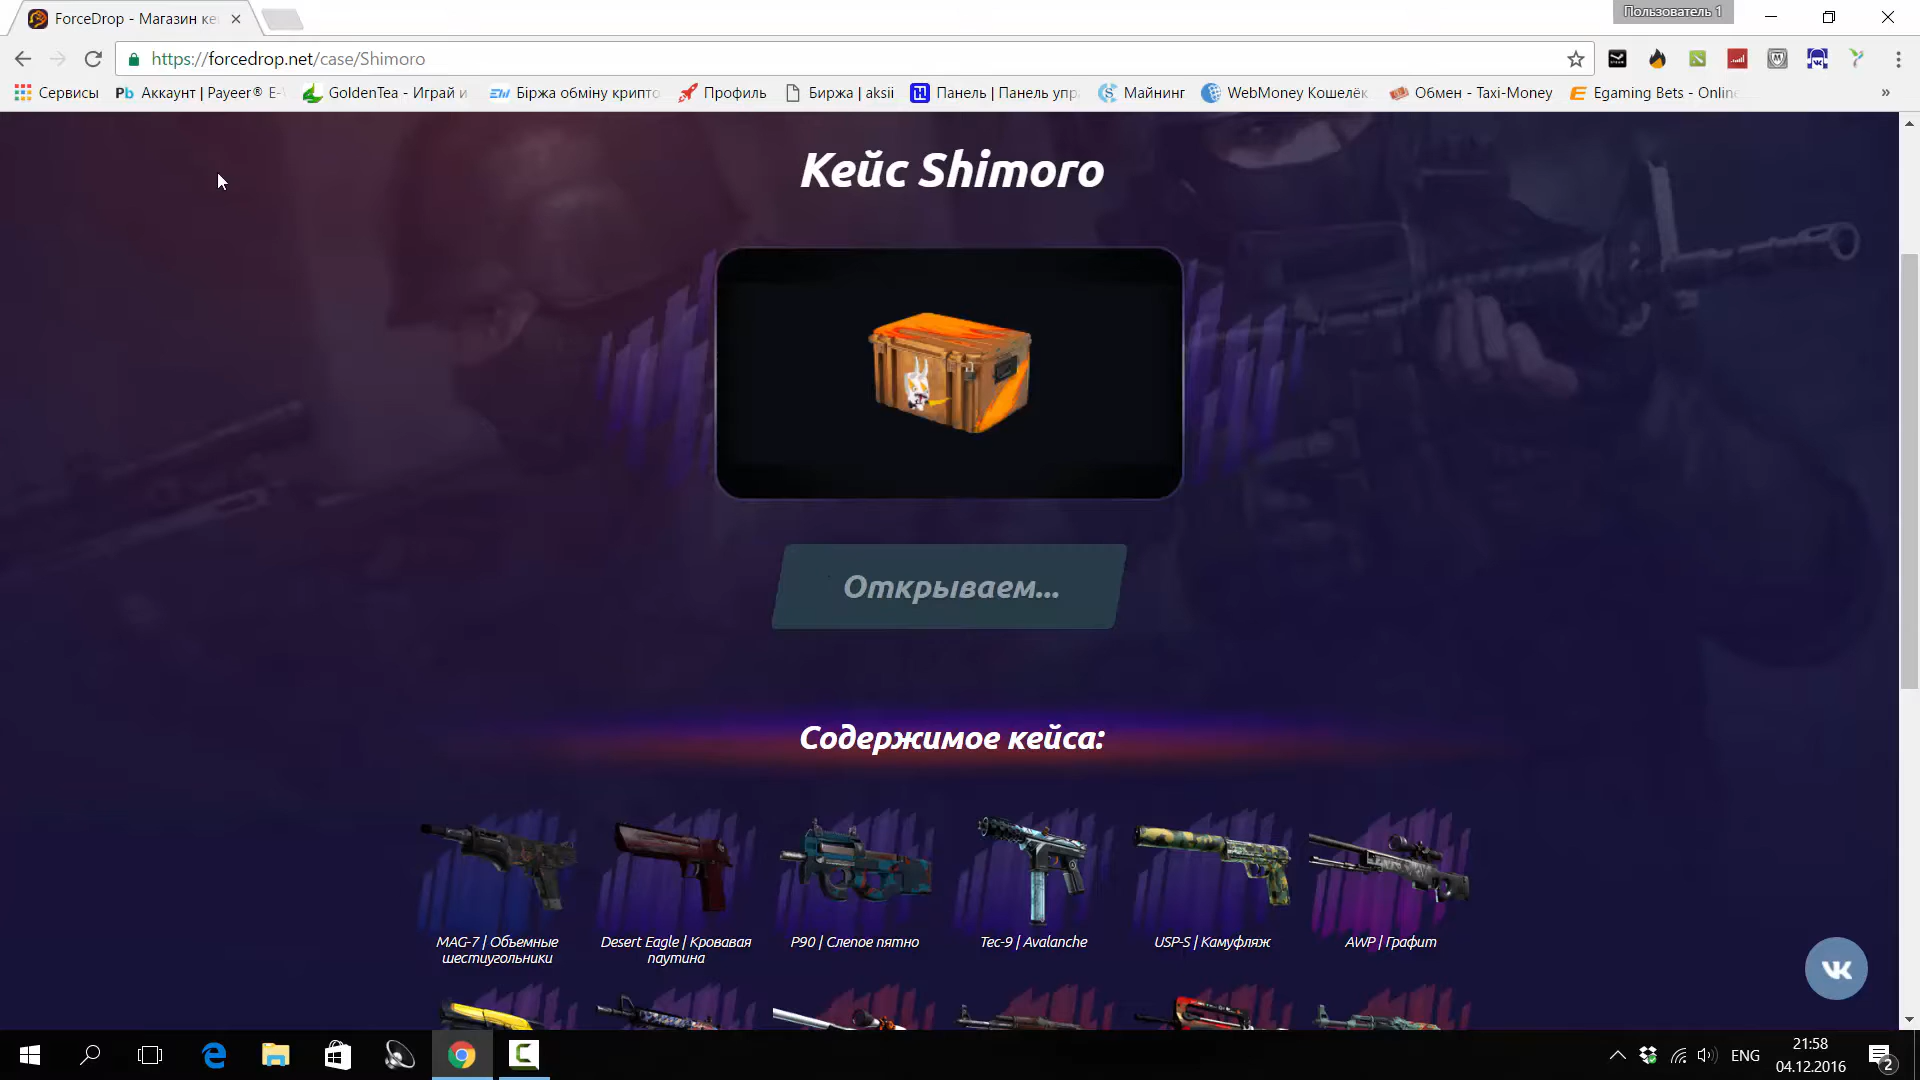 Пользователь 1
ForceDrop - Магазин ке
https://forcedrop.net/case/Shimoro
Сервисы
Pb Аккаунт | Payeer® E-
GoldenTea - Играй и
Біржа обміну крипто
Профиль
Биржа | aksii
Панель | Панель упр
Майнинг
WebMoney Кошелёк
Обмен - Taxi-Money
Egaming Bets - Online
Кейс Shimoro
Открываем...
Содержимое кейса:
MAG-7 | Объемные
шестиугольники
Desert Eagle | Кровавая
паутина
P90 | Слепое пятно
Tec-9 | Avalanche
USP-S | Камуфляж
AWP | Графит
ENG
21:58
04.12.2016
2